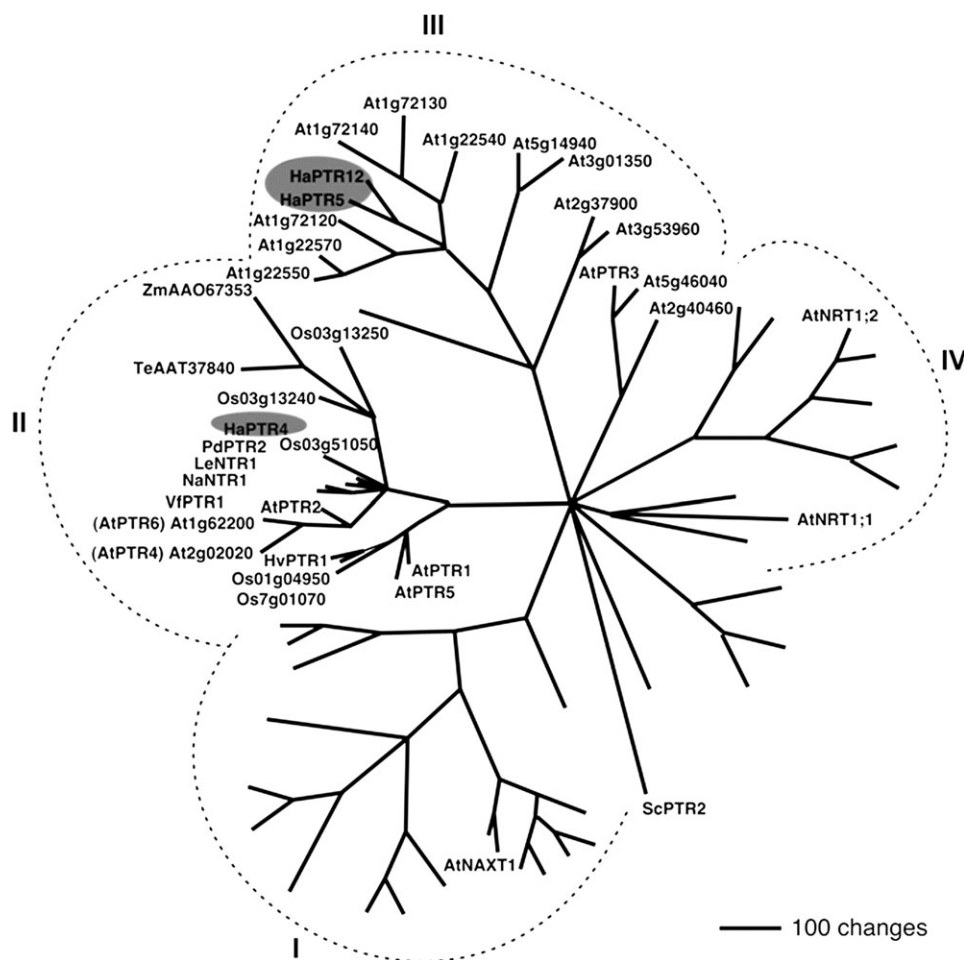 III
At1g72130
At1g72140
At1g22540
At5g14940
At3g01350
HaPTR12
HaPTR5
At2g37900
At1g72120
At3g53960
At1g22570
At1g22550
AtPTR3
At5g46040
ZmAAO67353
At2g40460
AtNRT1;2
Os03g13250
IV
TeAAT37840
Os03g13240
II
HaPTR4
PdPTR2
Os03g51050
LeNTR1
NaNTR1
VfPTR1
AtPTR2
(AtPTR6) At1g62200
AtNRT1;1
(AtPTR4) At2g02020
HvPTR1
AtPTR1
Os01g04950
AtPTR5
Os7g01070
ScPTR2
AtNAXT1
100 changes
I